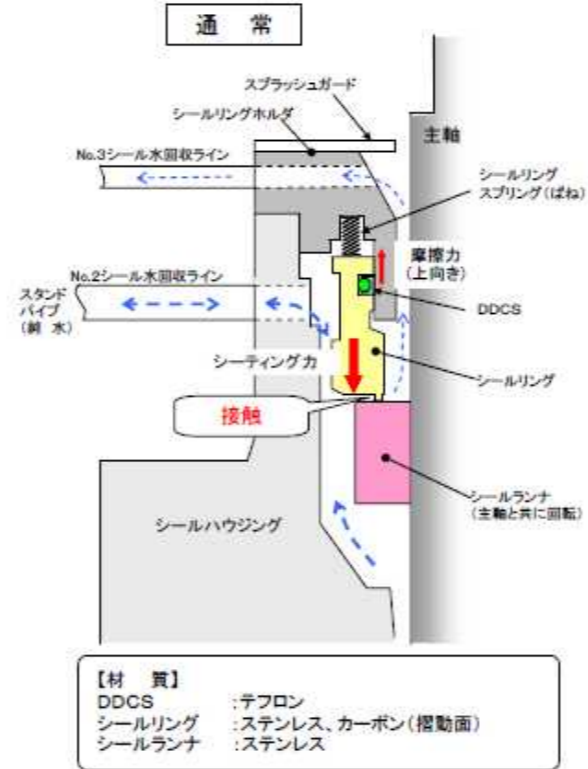 通　常
スプラッシュガード
シールリングホルダ
主軸
No.3シール水回収ライン
シールリング
スプリング(ばね)
摩擦力
(上向き)
No.2シール水回収ライン
スタンド
パイプ
(純水)
DDCS
シーティング力
シールリング
接触
シールランナ
(主軸と共に回転)
シールハウジング
【材　質】
DDCS　:テフロン
シールリング　:ステンレス、カーボン(摺動面)
シールランナ　:ステンレス